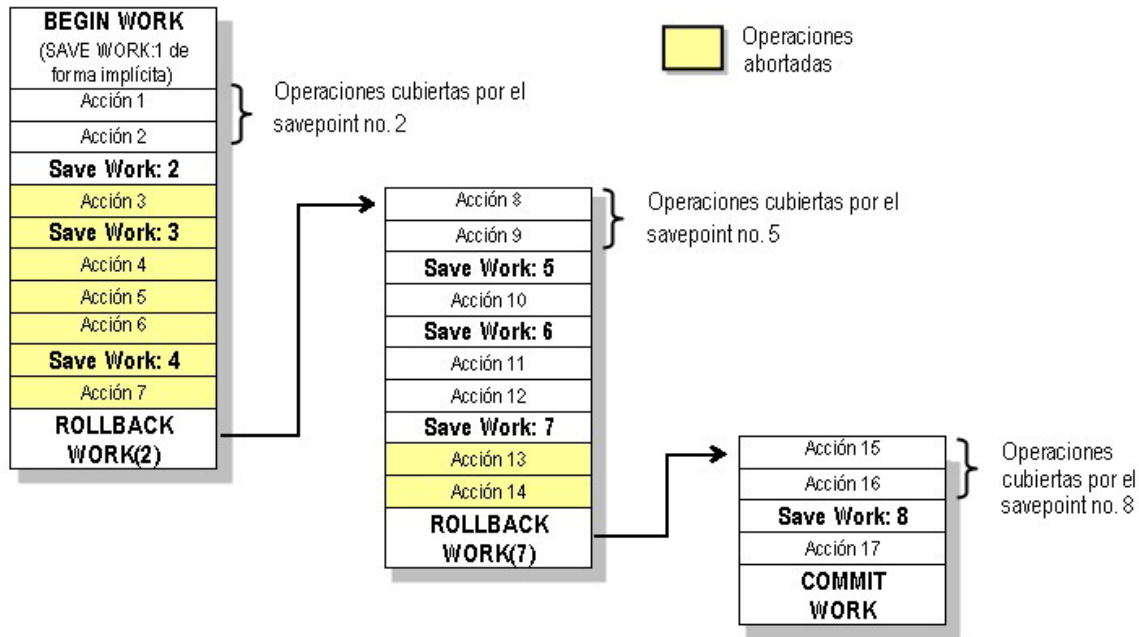 BEGIN WORK
(SAVE WORK:1 de
forma implícita)
Acción 1
Acción 2
Save Work: 2
Acción 3
Save Work: 3
Acción 4
Acción 5
Acción 6
Save Work: 4
Acción 7
ROLLBACK
WORK(2)
Operaciones cubiertas por el
savepoint no. 2
Operaciones
abortadas
Acción 8
Acción 9
Save Work: 5
Acción 10
Save Work: 6
Acción 11
Acción 12
Save Work: 7
Acción 13
Acción 14
ROLLBACK
WORK(7)
Operaciones cubiertas por el
savepoint no. 5
Acción 15
Acción 16
Save Work: 8
Acción 17
COMMIT
WORK
Operaciones
cubiertas por el
savepoint no. 8